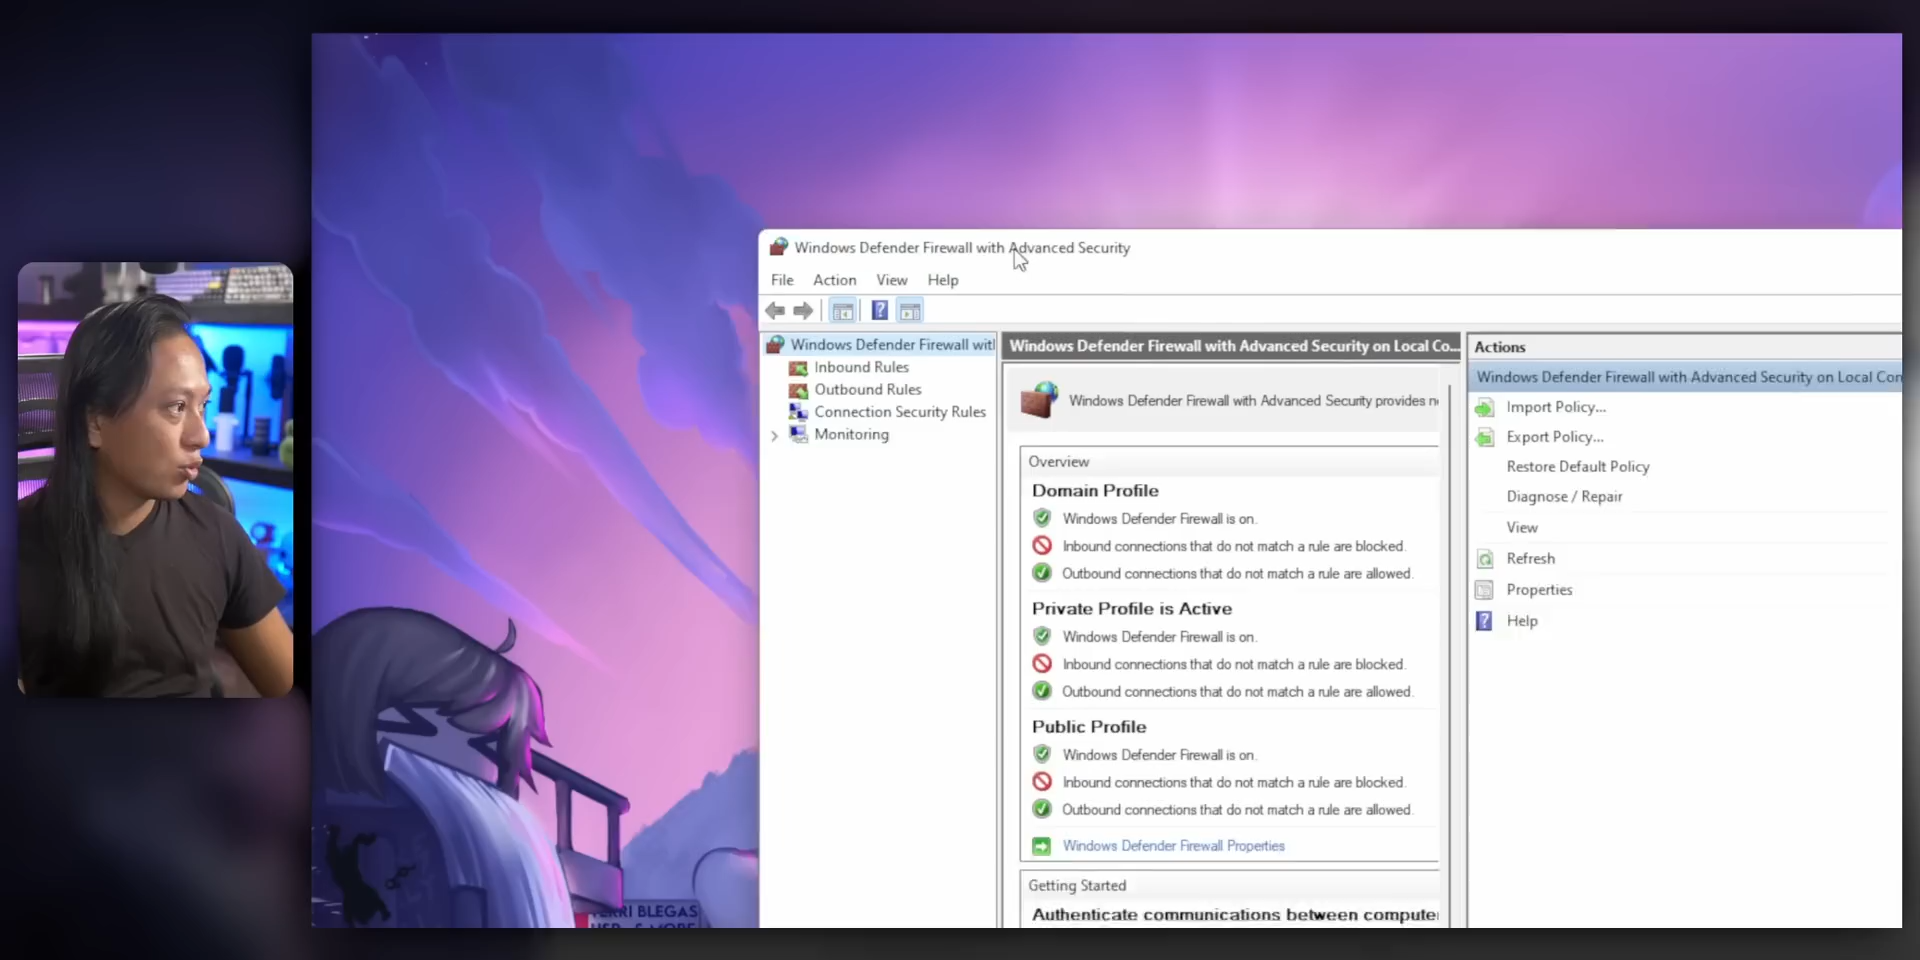 Windows Defender Firewall with Advanced Security
File Action View Help
Windows Defender Firewall wit
Inbound Rules
Outbound Rules
Connection Security Rules
Monitoring
Windows Defender Firewall with Advanced Security on Local Co...
Windows Defender Firewall with Advanced Security provides
Overview
Domain Profile
Windows Defender Firewall is on.
Inbound connections that do not match a rule are blocked.
Outbound connections that do not match a rule are allowed.
Private Profile is Active
Windows Defender Firewall is on.
Inbound connections that do not match a rule are blocked.
Outbound connections that do not match a rule are allowed.
Public Profile
Windows Defender Firewall is on.
Inbound connections that do not match a rule are blocked.
Outbound connections that do not match a rule are allowed.
Windows Defender Firewall Properties
Getting Started
Authenticate communications between compute
Actions
Windows Defender Firewall with Advanced Security on Local Con
Import Policy...
Export Policy...
Restore Default Policy
Diagnose / Repair
View
Refresh
Properties
Help
BLEGAS